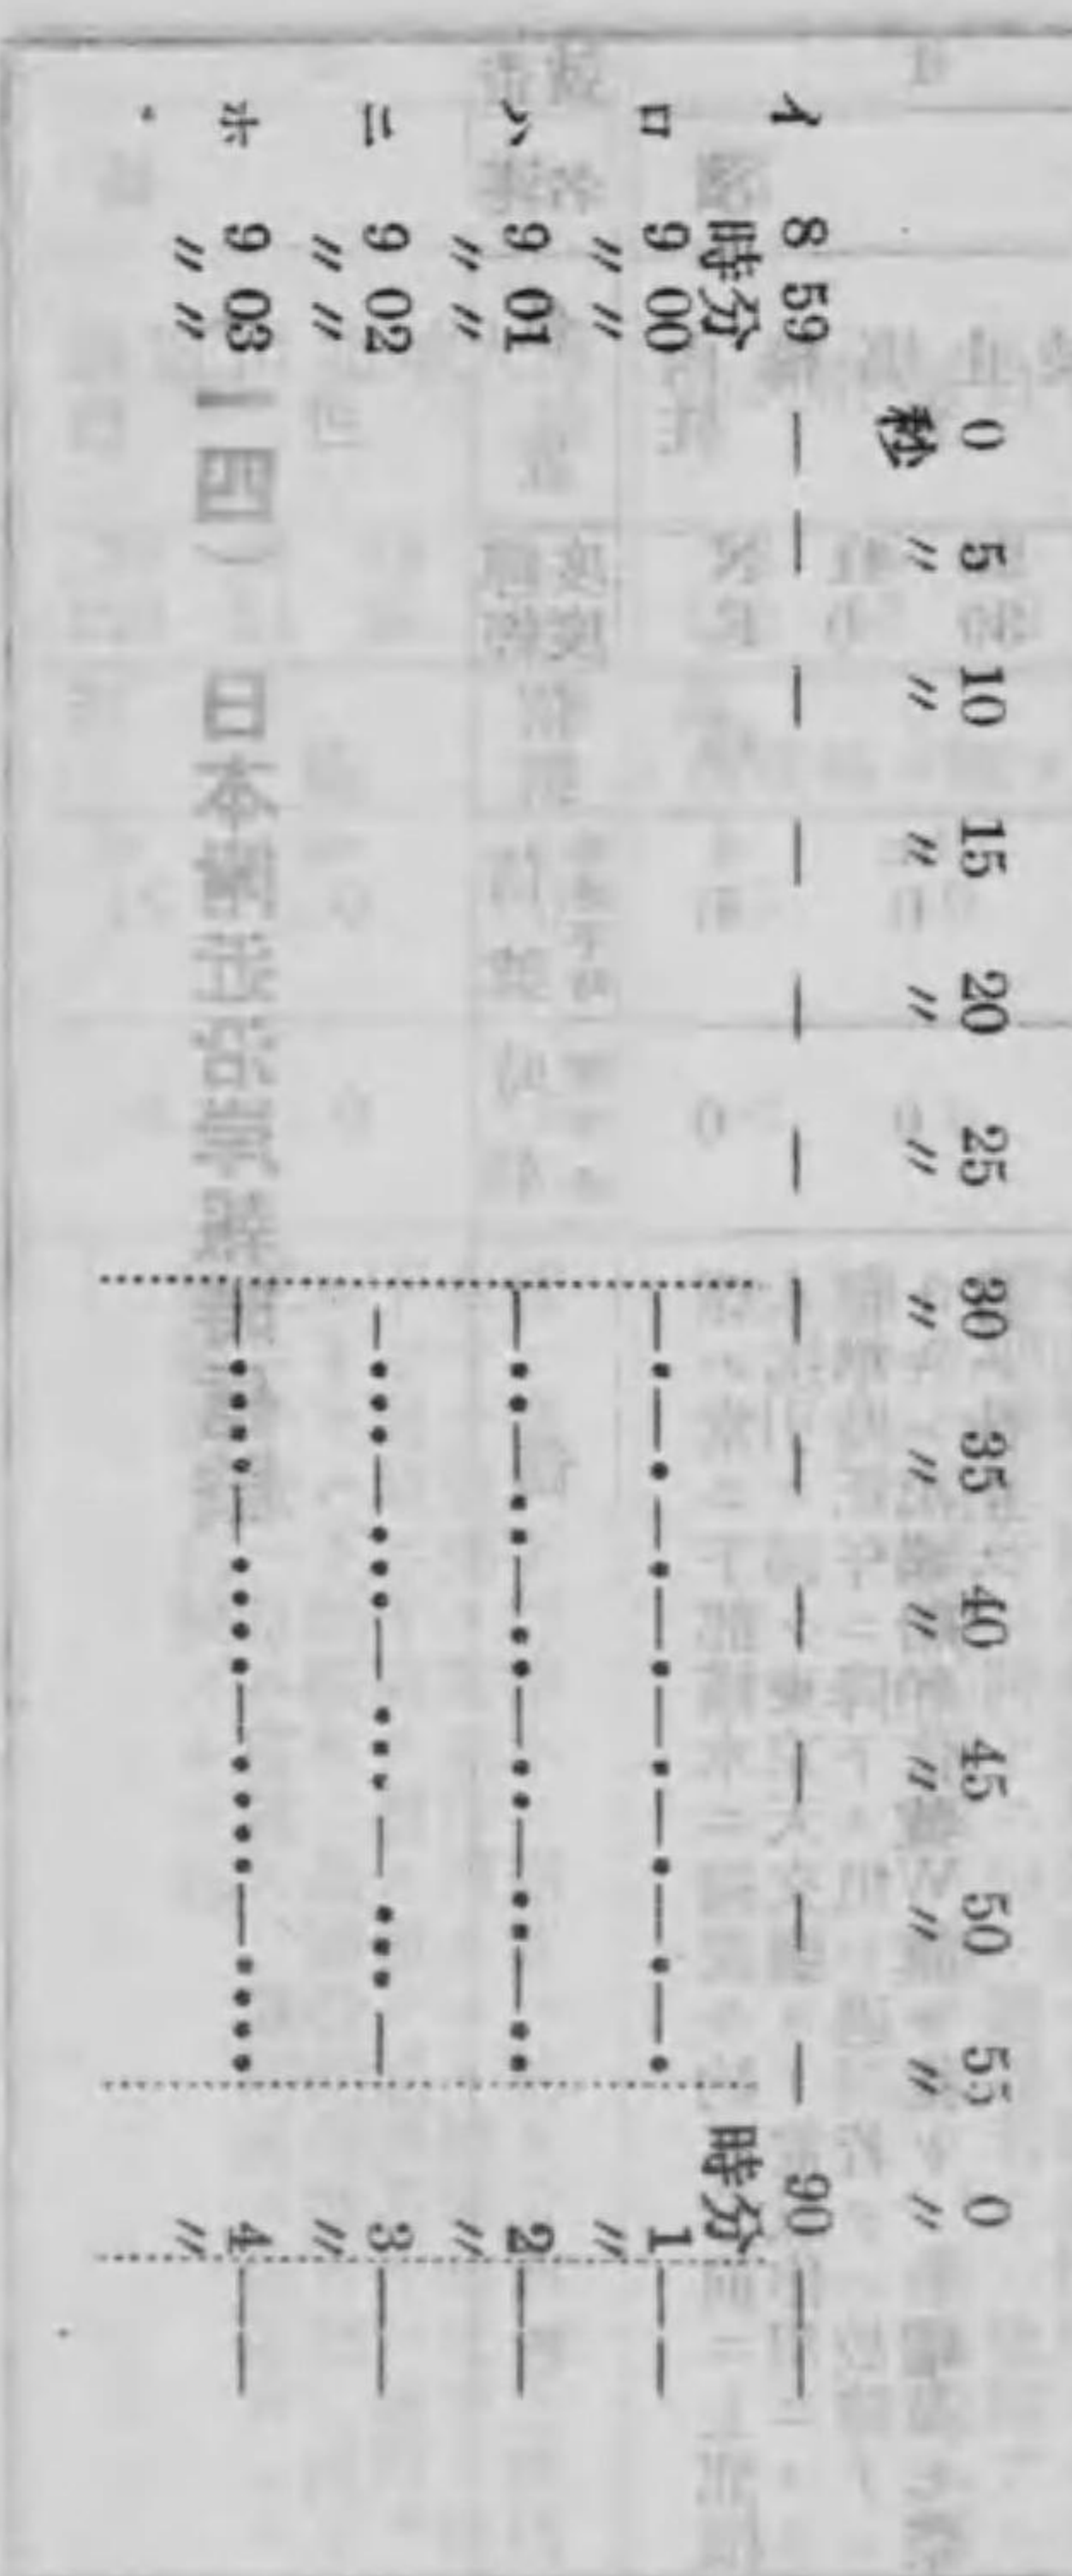 0 5 10 15 20 25 30 35 40 45 50 55 0
秒 〃 〃 〃 〃 〃 〃 〃 〃 〃 〃 〃 〃
イ 8 59 — — — — — — — — — — — — 90 — —
時 分 時 分
ロ 9 00 —•—•—•—•—•—•—•—• 1 — —
〃 〃 〃
ハ 9 01 —••—••—••—••—••—•• 2 — —
〃 〃 〃
ニ 9 02 —•••—•••—•••—•••— 3 — —
〃 〃 〃
ホ 9 03 —••••—••••—••••—•••• 4 — —
〃 〃 〃